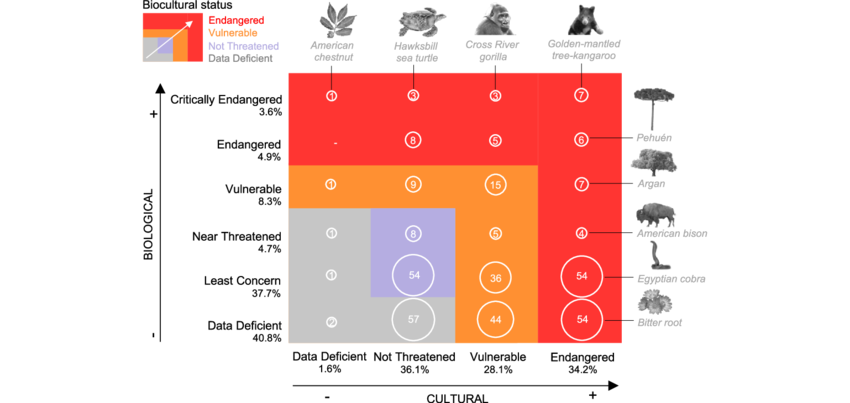 Biocultural status
Endangered
Vulnerable
Not Threatened
Data Deficient
American
chestnut
Hawksbill
sea turtle
Cross River
gorilla
Golden-mantled
tree-kangaroo
+
BIOLOGICAL
-
Critically Endangered
3.6%
1 3 3 7
Pehuén
Endangered
4.9%
- 8 5 6
Argan
Vulnerable
8.3%
1 9 15 7
American bison
Near Threatened
4.7%
1 8 5 4
Egyptian cobra
Least Concern
37.7%
1 54 36 54
Bitter root
Data Deficient
40.8%
2 57 44 54
Data Deficient Not Threatened Vulnerable Endangered
1.6% 36.1% 28.1% 34.2%
- CULTURAL +